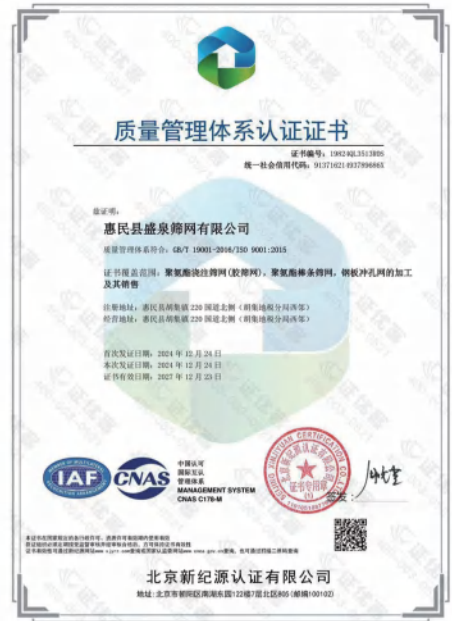 质量管理体系认证证书
证书编号：19824QL3513R0S
统一社会信用代码：
兹证明：
惠民县盛泉筛网有限公司
质量管理体系符合：GB/T 19001-2016/ISO 9001:2015
证书覆盖范围：聚氨酯浇注筛网(胶筛网)、聚氨酯棒条筛网、钢板冲孔网的加工
及其销售
注册地址：惠民县胡集镇220国道北侧（胡集地税分局西邻）
经营地址：惠民县胡集镇220国道北侧（胡集地税分局西邻）
首次发证日期：2024年12月24日
本次发证日期：2024年12月24日
证书有效日期：2027年12月23日
IAF
CNAS
中国认可
国际互认
管理体系
MANAGEMENT SYSTEM
CNAS C178-M
证书专用章
签发：
北京新纪源认证有限公司
地址：北京市朝阳区南湖东园122楼7层北区805(邮编100102)